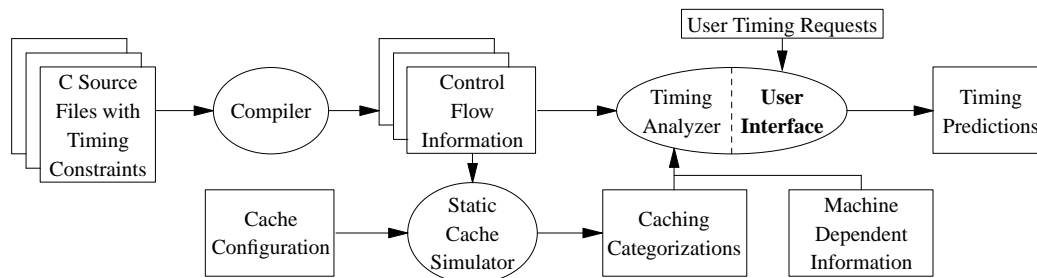 User Timing Requests
C Source
Files with
Timing
Constraints
Compiler
Control
Flow
Information
Timing
Analyzer
User
Interface
Timing
Predictions
Cache
Configuration
Static
Cache
Simulator
Caching
Categorizations
Machine
Dependent
Information